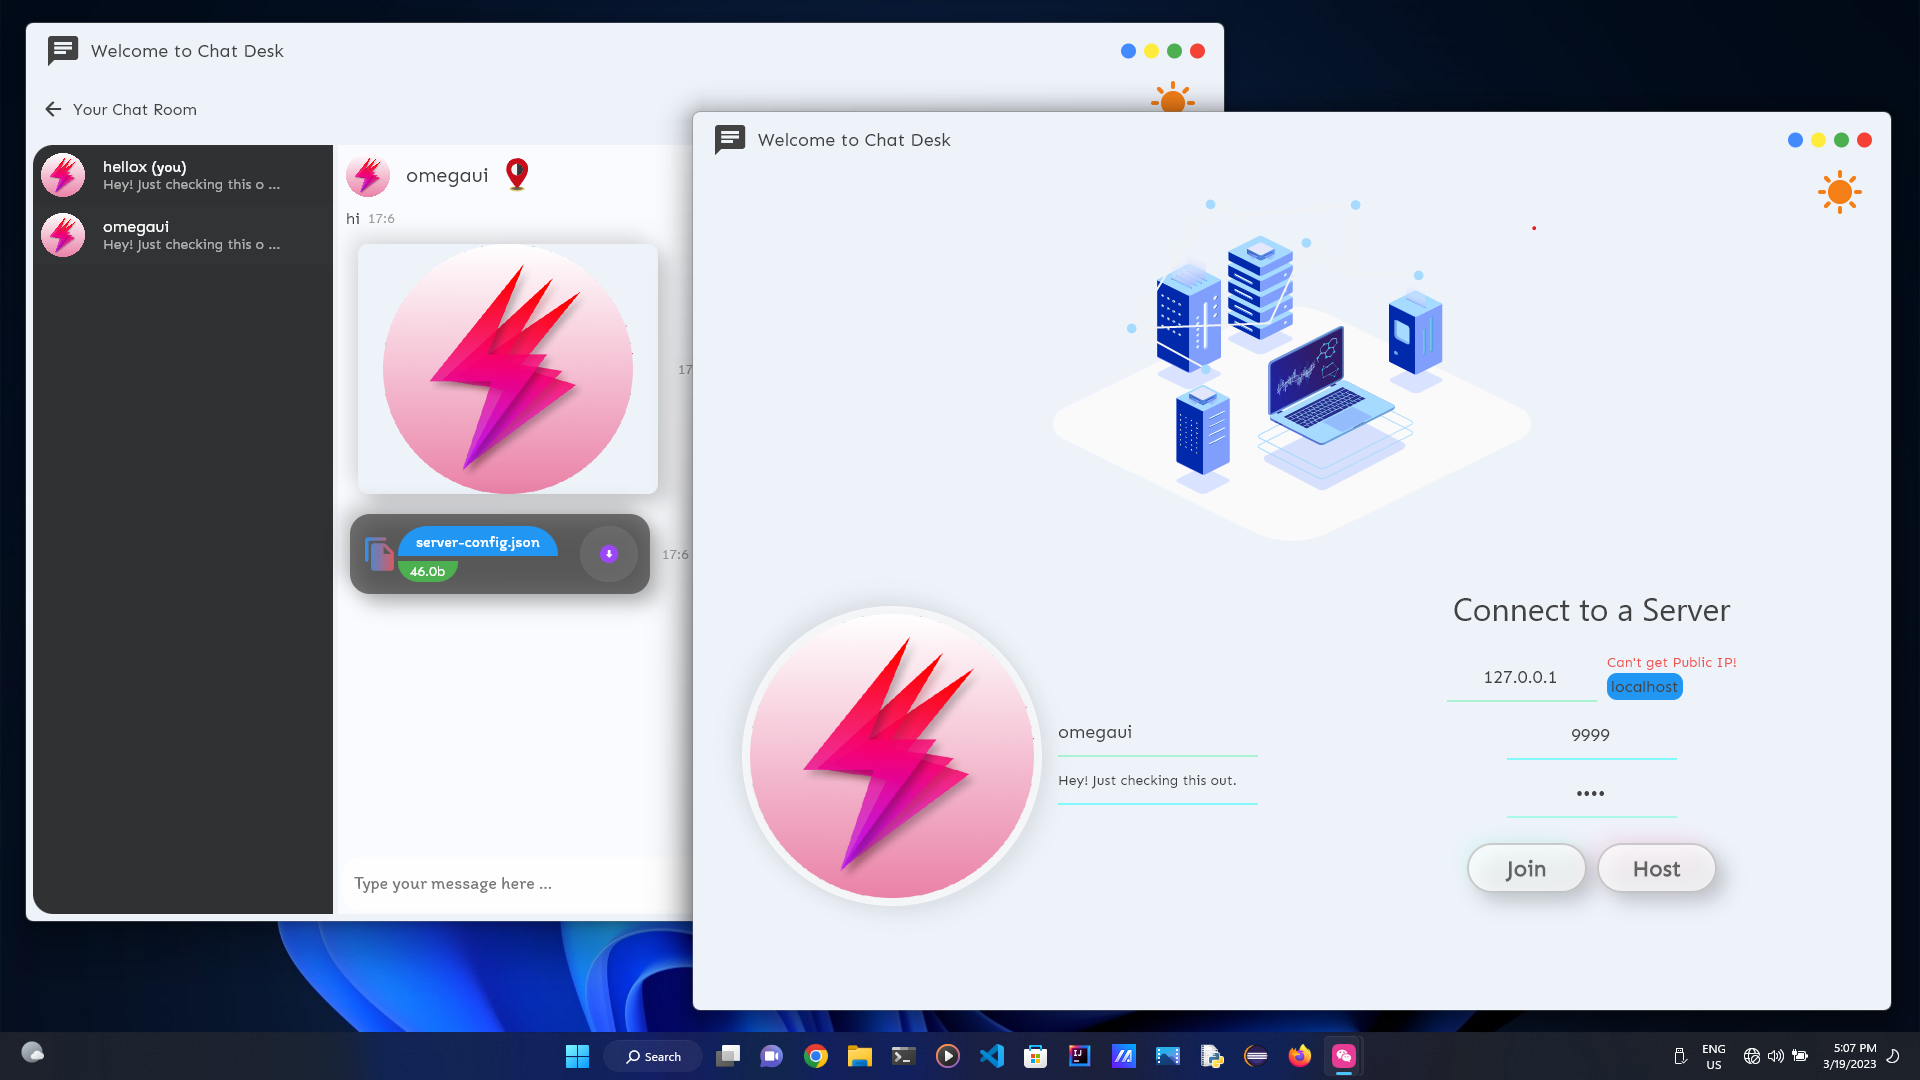 Welcome to Chat Desk
Your Chat Room
hellox (you)
Hey! Just checking this o ...
omegaui
Hey! Just checking this o ...
omegaui
hi 17:6
17
server-config.json
46.0b
17:6
Type your message here ...
Welcome to Chat Desk
omegaui
Hey! Just checking this out.
Connect to a Server
127.0.0.1
Can't get Public IP!
localhost
9999
••••
Join
Host
Search
ENG
US
5:07 PM
3/19/2023